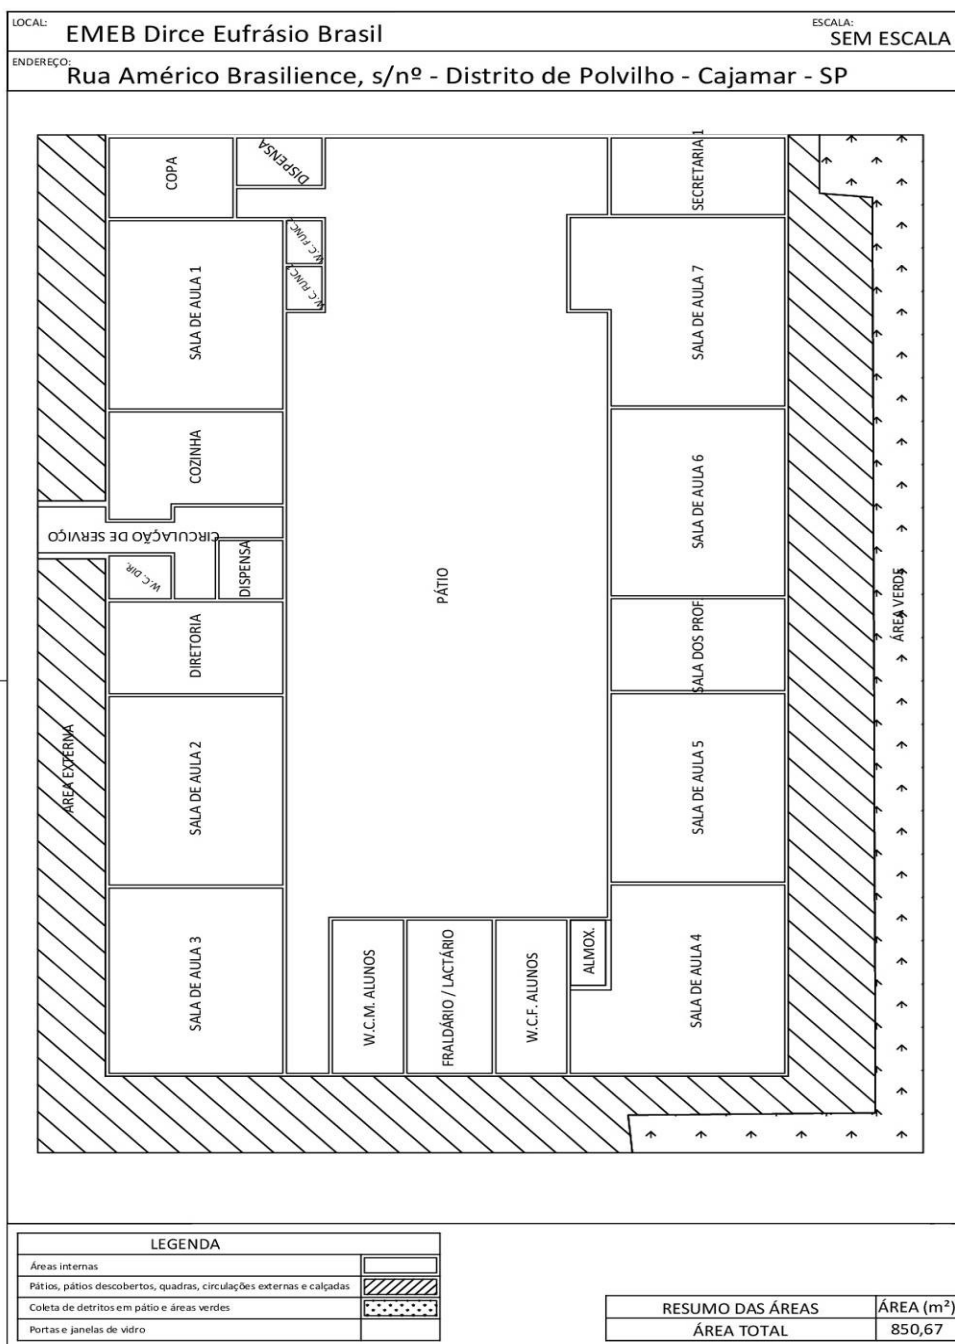 LOCAL: EMEB Dirce Eufrásio Brasil
ESCALA: SEM ESCALA
ENDEREÇO: Rua Américo Brasilience, s/nº - Distrito de Polvilho - Cajamar - SP
COPA
DISPENSA
SECRETARIA 1
W.C. FUNC.
W.C. FUNC.
SALA DE AULA 1
SALA DE AULA 7
COZINHA
SALA DE AULA 6
CIRCULAÇÃO DE SERVIÇO
W.C. DIR.
DISPENSA
PÁTIO
ÁREA VERDE
DIRETORIA
SALA DOS PROF.
ÁREA EXTERNA
SALA DE AULA 2
SALA DE AULA 5
SALA DE AULA 3
W.C.M. ALUNOS
FRALDÁRIO / LACTÁRIO
W.C.F. ALUNOS
ALMOX.
SALA DE AULA 4
LEGENDA
Áreas internas
Pátios, pátios descobertos, quadras, circulações externas e calçadas
Coleta de detritos em pátio e áreas verdes
Portas e janelas de vidro
RESUMO DAS ÁREAS ÁREA (m²)
ÁREA TOTAL 850,67